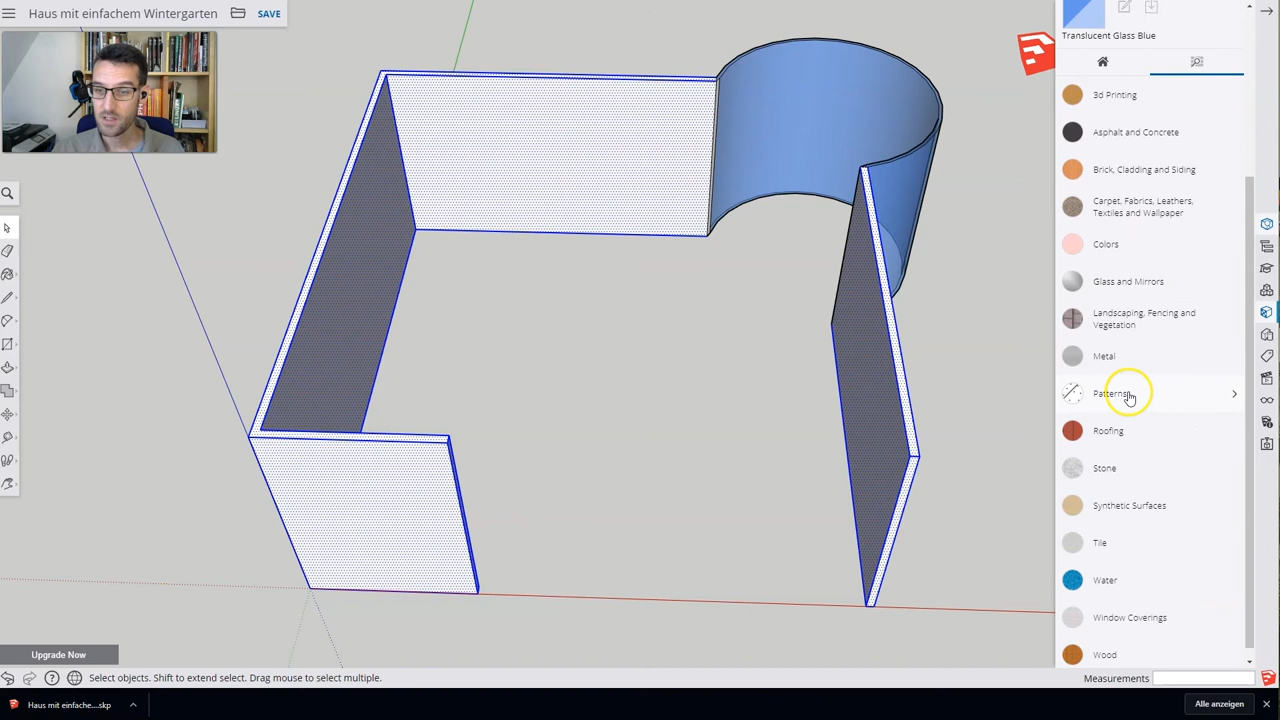 Haus mit einfachem Wintergarten
SAVE
Translucent Glass Blue
3d Printing
Asphalt and Concrete
Brick, Cladding and Siding
Carpet, Fabrics, Leathers,
Textiles and Wallpaper
Colors
Glass and Mirrors
Landscaping, Fencing and
Vegetation
Metal
Patterns
Roofing
Stone
Synthetic Surfaces
Tile
Water
Window Coverings
Wood
Upgrade Now
Select objects. Shift to extend select. Drag mouse to select multiple.
Measurements
Haus mit einfache....skp
Alle anzeigen